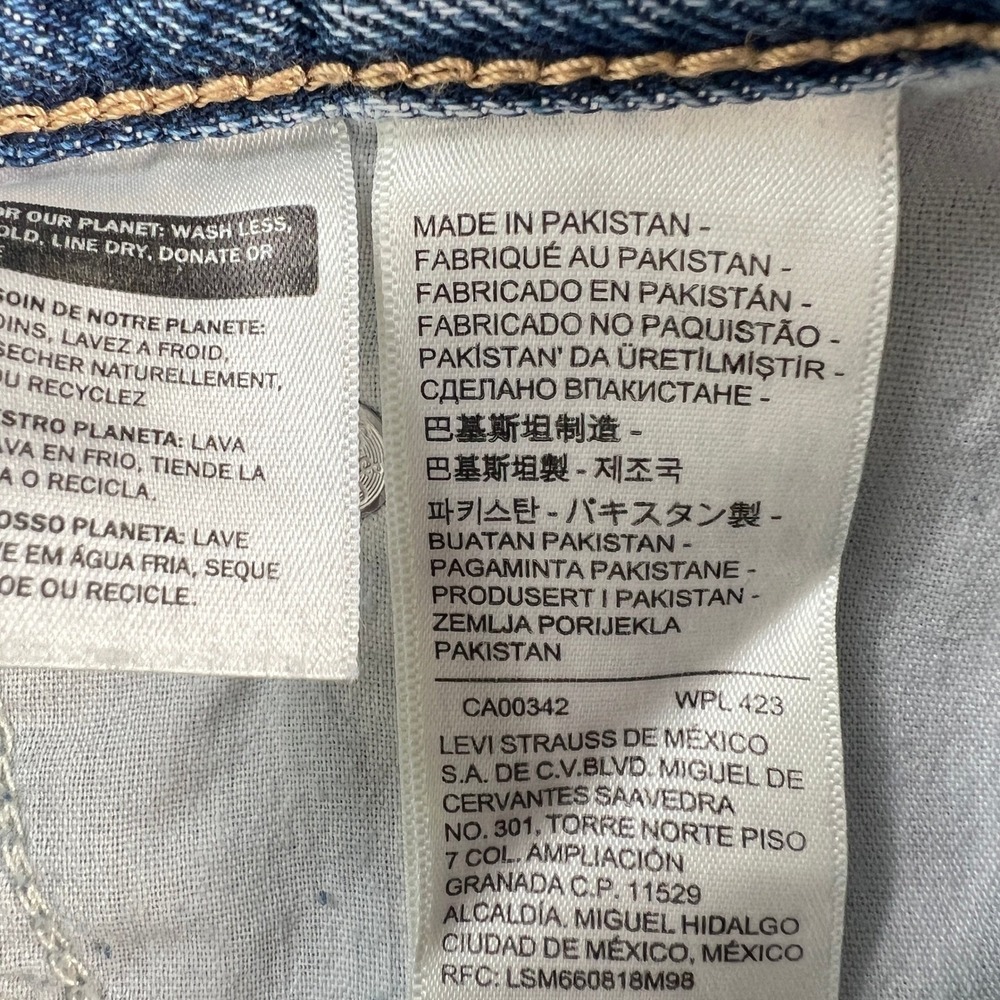 OR OUR PLANET: WASH LESS,
OLD, LINE DRY, DONATE OR
SOIN DE NOTRE PLANETE:
OINS, LAVEZ A FROID,
SECHER NATURELLEMENT,
OU RECYCLEZ
STRO PLANETA: LAVA
AVA EN FRIO, TIENDE LA
A O RECICLA.
OSSO PLANETA: LAVE
VE EM ÁGUA FRIA, SEQUE
OE OU RECICLE.
MADE IN PAKISTAN -
FABRIQUÉ AU PAKISTAN -
FABRICADO EN PAKISTÁN -
FABRICADO NO PAQUISTÃO -
PAKİSTAN' DA ÜRETİLMİŞTİR -
СДЕЛАНО ВПАКИСТАНЕ -
巴基斯坦制造 -
巴基斯坦製 - 제조국
파키스탄 - パキスタン製 -
BUATAN PAKISTAN -
PAGAMINTA PAKISTANE -
PRODUSERT I PAKISTAN -
ZEMLJA PORIJEKLA
PAKISTAN
CA00342 WPL 423
LEVI STRAUSS DE MÉXICO
S.A. DE C.V.BLVD. MIGUEL DE
CERVANTES SAAVEDRA
NO. 301, TORRE NORTE PISO
7 COL. AMPLIACIÓN
GRANADA C.P. 11529
ALCALDÍA. MIGUEL HIDALGO
CIUDAD DE MÉXICO, MÉXICO
RFC: LSM660818M98